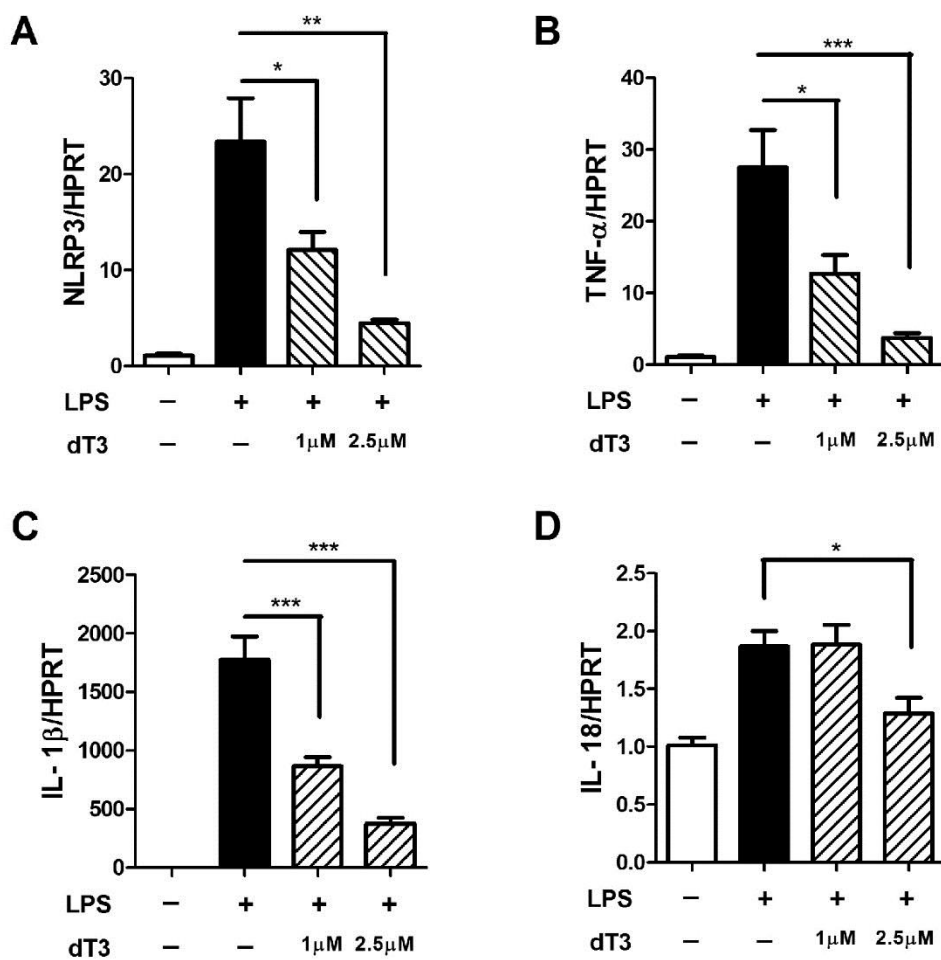 A
**
*
NLRP3/HPRT
30
20
10
0
LPS – + + +
dT3 – – 1μM 2.5μM
B
***
*
TNF-α/HPRT
40
30
20
10
0
LPS – + + +
dT3 – – 1μM 2.5μM
C
***
***
IL- 1β/HPRT
2500
2000
1500
1000
500
0
LPS – + + +
dT3 – – 1μM 2.5μM
D
*
IL- 18/HPRT
2.5
2.0
1.5
1.0
0.5
0.0
LPS – + + +
dT3 – – 1μM 2.5μM